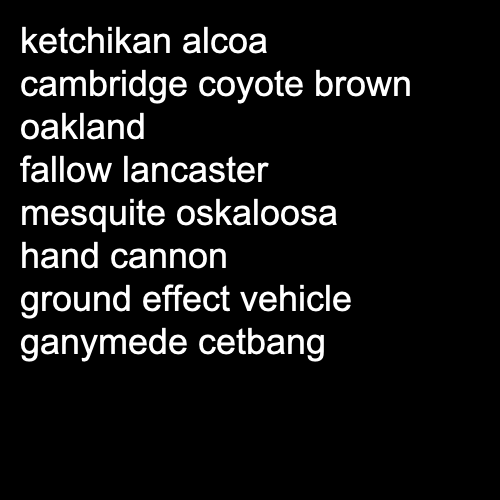 ketchikan alcoa
cambridge coyote brown
oakland
fallow lancaster
mesquite oskaloosa
hand cannon
ground effect vehicle
ganymede cetbang